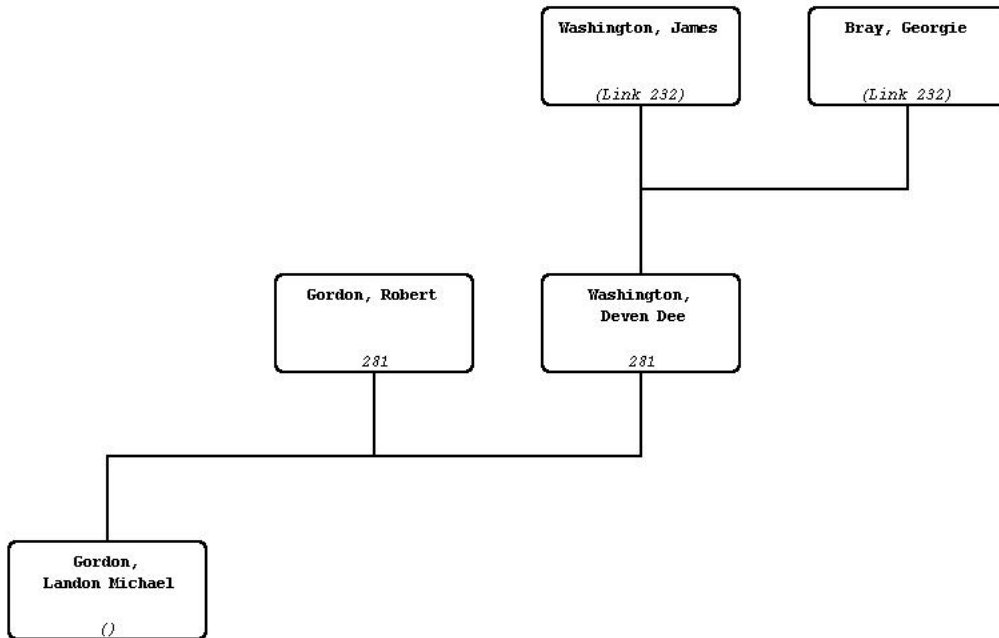 Washington, James
(Link 232)
Bray, Georgie
(Link 232)
Gordon, Robert
281
Washington,
Deven Dee
281
Gordon,
Landon Michael
()